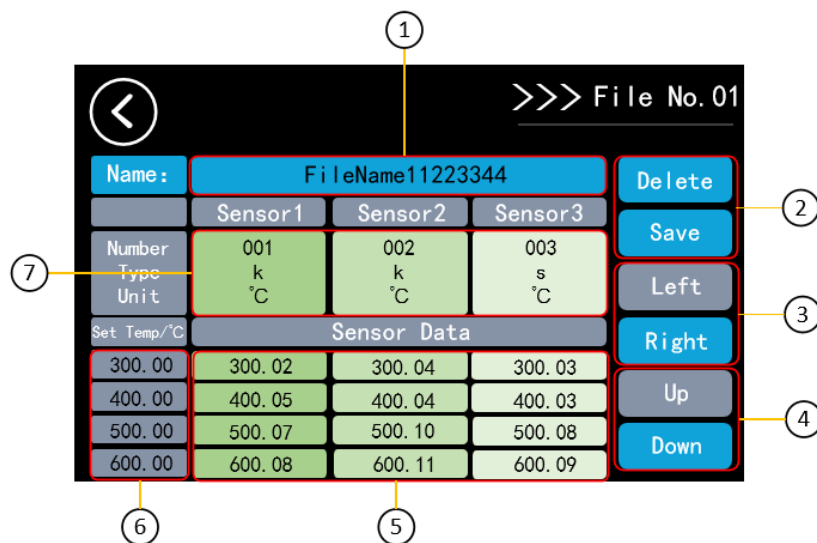 1
>>> File No.01
Name: FileName11223344 Delete
2
Sensor1 Sensor2 Sensor3 Save
Number 001 002 003
7
Type k k s Left
Unit ℃ ℃ ℃
3
Set Temp/℃ Sensor Data Right
300.00 300.02 300.04 300.03
400.00 400.05 400.04 400.03 Up
4
500.00 500.07 500.10 500.08
600.00 600.08 600.11 600.09 Down
6 5